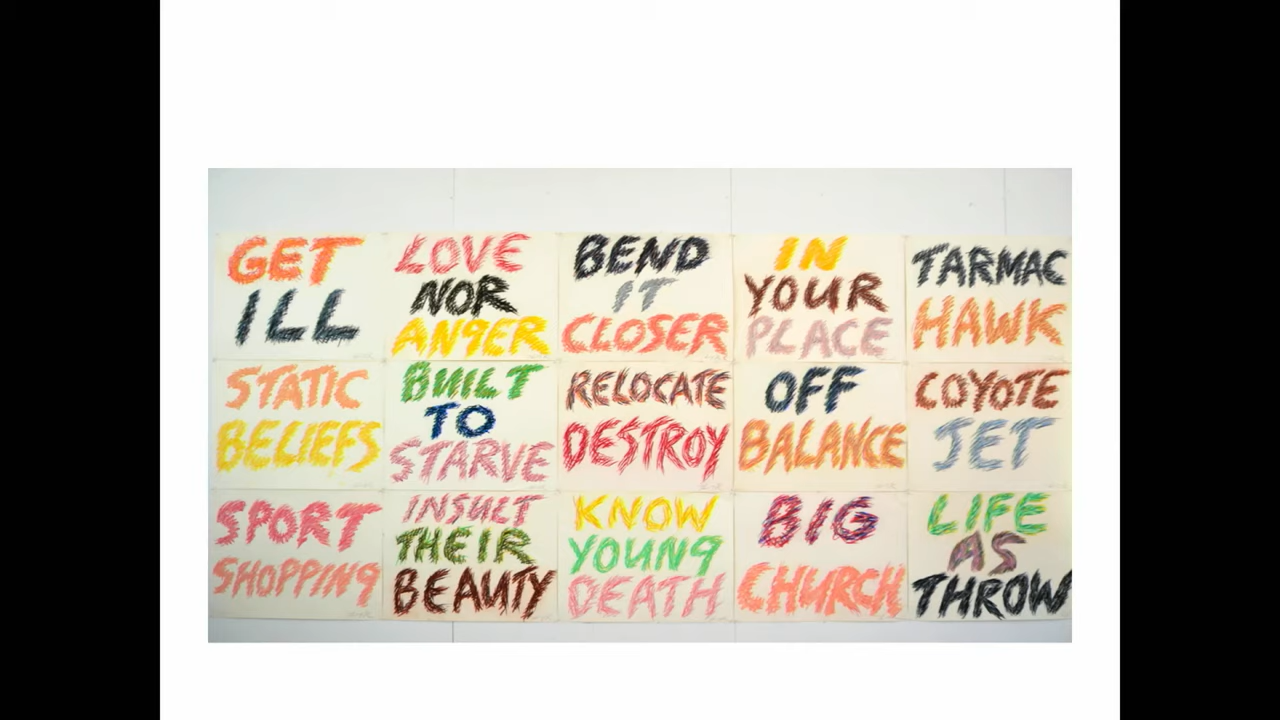 GET
ILL
LOVE
NOR
ANGER
BEND
IT
CLOSER
IN
YOUR
PLACE
TARMAC
HAWK
STATIC
BELIEFS
BUILT
TO
STARVE
RELOCATE
DESTROY
OFF
BALANCE
COYOTE
JET
SPORT
SHOPPING
INSULT
THEIR
BEAUTY
KNOW
YOUNG
DEATH
BIG
CHURCH
LIFE
AS
THROW